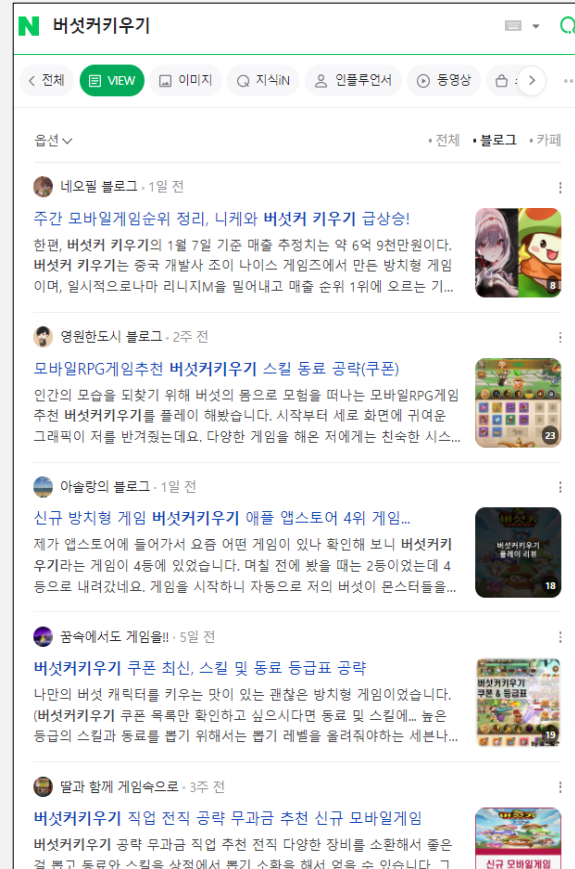 버섯커키우기
전체
VIEW
이미지
지식iN
인플루언서
동영상
옵션
전체
블로그
카페
네오필 블로그 · 1일 전
주간 모바일게임순위 정리, 니케와 버섯커 키우기 급상승!
한편, 버섯커 키우기의 1월 7일 기준 매출 추정치는 약 6억 9천만원이다.
버섯커 키우기는 중국 개발사 조이 나이스 게임즈에서 만든 방치형 게임
이며, 일시적으로나마 리니지M을 밀어내고 매출 순위 1위에 오르는 기...
8
영원한도시 블로그 · 2주 전
모바일RPG게임추천 버섯커키우기 스킬 동료 공략(쿠폰)
인간의 모습을 되찾기 위해 버섯의 몸으로 모험을 떠나는 모바일RPG게임
추천 버섯커키우기를 플레이 해봤습니다. 시작부터 세로 화면에 귀여운
그래픽이 저를 반겨줬는데요. 다양한 게임을 해온 저에게는 친숙한 시스...
23
아솔랑의 블로그 · 1일 전
신규 방치형 게임 버섯커키우기 애플 앱스토어 4위 게임...
제가 앱스토어에 들어가서 요즘 어떤 게임이 있나 확인해 보니 버섯커키
우기라는 게임이 4등에 있었습니다. 며칠 전에 봤을 때는 2등이었는데 4
등으로 내려갔네요. 게임을 시작하니 자동으로 저의 버섯이 몬스터들을...
버섯커키우기
플레이 리뷰
18
꿈속에서도 게임을!! · 5일 전
버섯커키우기 쿠폰 최신, 스킬 및 동료 등급표 공략
나만의 버섯 캐릭터를 키우는 맛이 있는 괜찮은 방치형 게임이었습니다.
(버섯커키우기 쿠폰 목록만 확인하고 싶으시다면 동료 및 스킬에... 높은
등급의 스킬과 동료를 뽑기 위해서는 뽑기 레벨을 올려줘야하는 세븐나...
버섯커키우기
쿠폰 & 등급표
19
딸과 함께 게임속으로 · 3주 전
버섯커키우기 직업 전직 공략 무과금 추천 신규 모바일게임
버섯커키우기 공략 무과금 직업 추천 전직 다양한 장비를 소환해서 좋은
걸 뽑고 동료와 스킬을 상점에서 뽑기 소환을 해서 얻을 수 있습니다. 그
신규 모바일게임